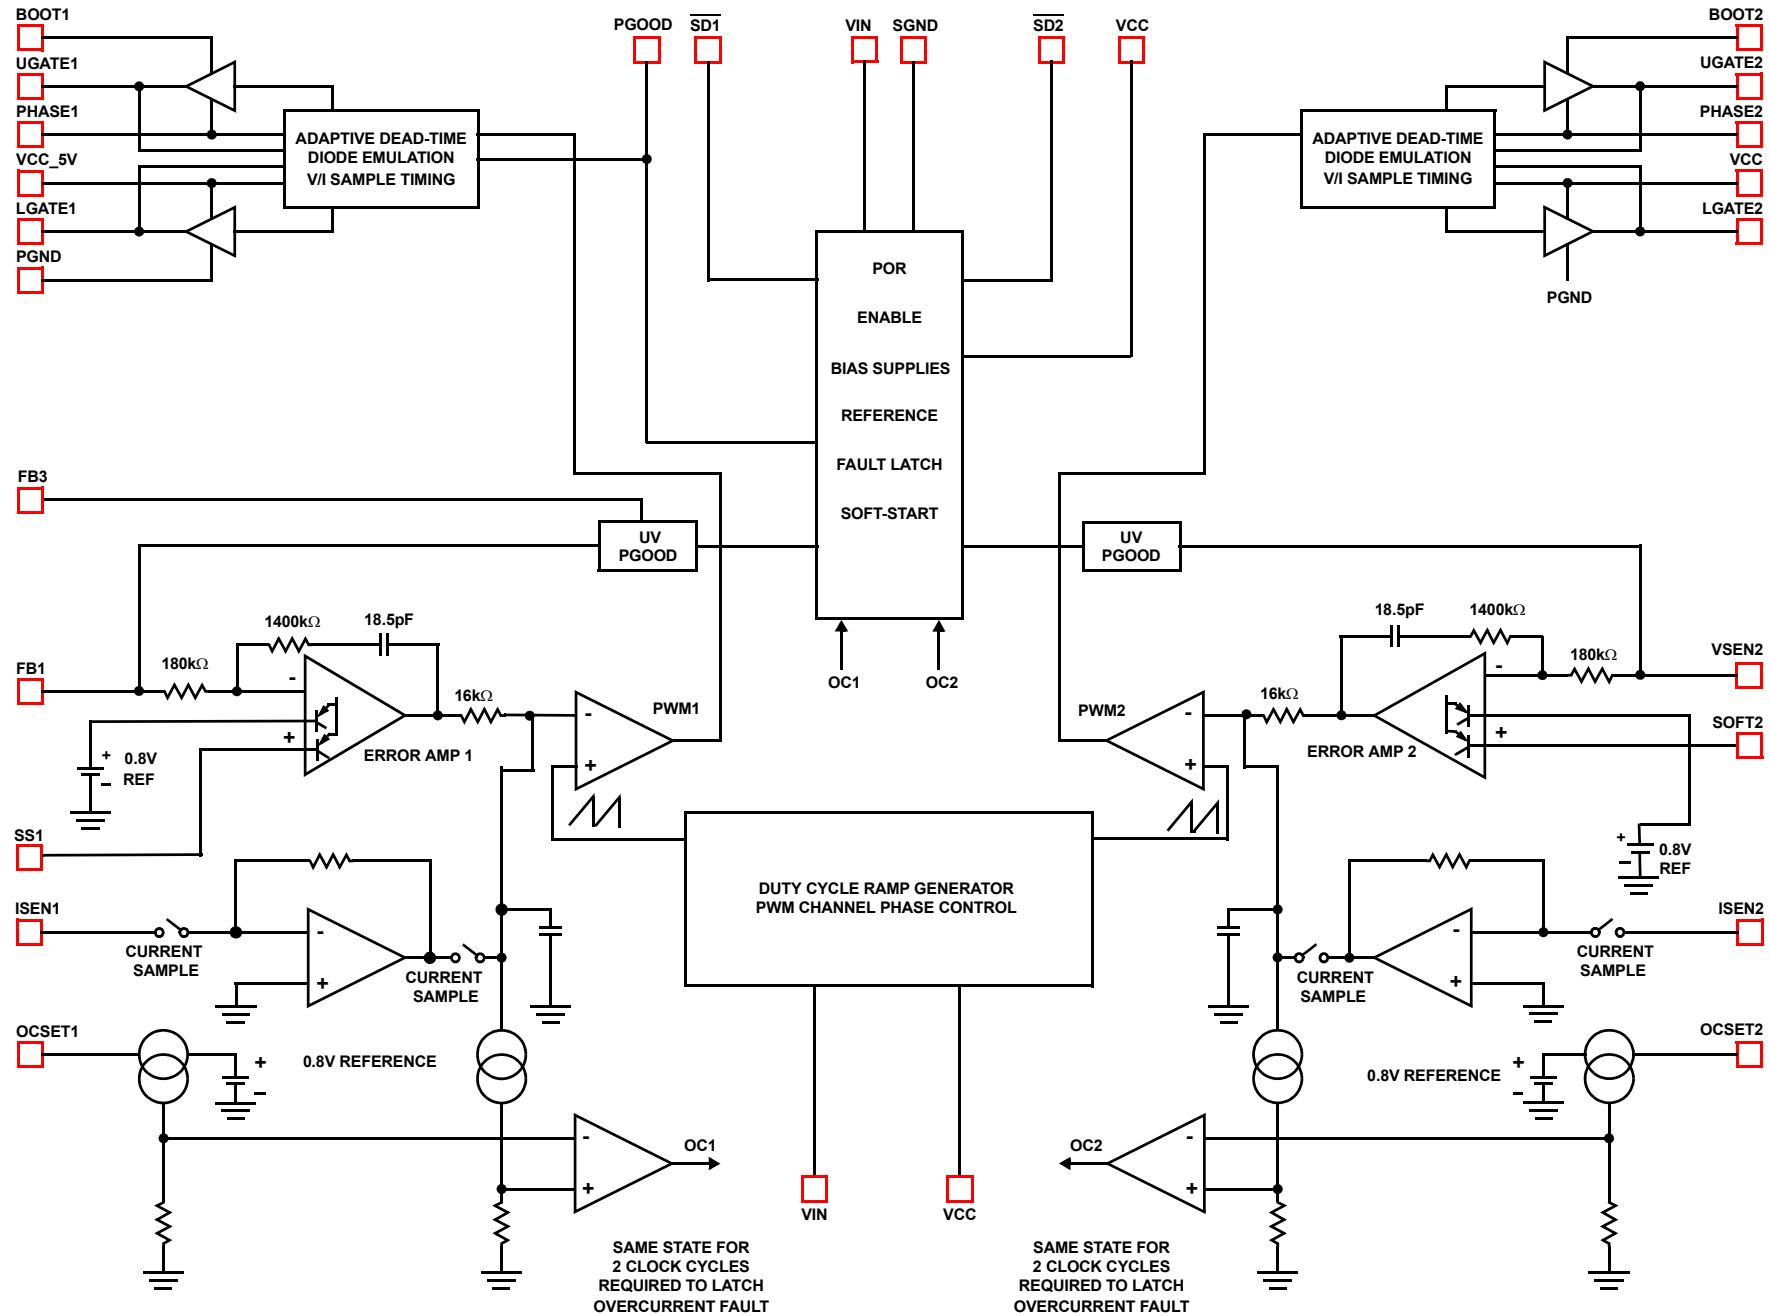 BOOT1
UGATE1
PHASE1
VCC_5V
LGATE1
PGND
ADAPTIVE DEAD-TIME
DIODE EMULATION
V/I SAMPLE TIMING
PGOOD
SD1
VIN
SGND
SD2
VCC
BOOT2
UGATE2
PHASE2
VCC
LGATE2
PGND
ADAPTIVE DEAD-TIME
DIODE EMULATION
V/I SAMPLE TIMING
POR
ENABLE
BIAS SUPPLIES
REFERENCE
FAULT LATCH
SOFT-START
OC1
OC2
FB3
UV
PGOOD
UV
PGOOD
1400kΩ
18.5pF
FB1
180kΩ
-
+
16kΩ
ERROR AMP 1
+
-
0.8V
REF
-
+
PWM1
SS1
18.5pF
1400kΩ
180kΩ
VSEN2
-
+
SOFT2
16kΩ
ERROR AMP 2
PWM2
-
+
+
-
0.8V
REF
DUTY CYCLE RAMP GENERATOR
PWM CHANNEL PHASE CONTROL
ISEN1
CURRENT
SAMPLE
-
+
CURRENT
SAMPLE
ISEN2
CURRENT
SAMPLE
-
+
CURRENT
SAMPLE
OCSET1
+
-
0.8V REFERENCE
-
+
OC1
OCSET2
0.8V REFERENCE
+
-
OC2
-
+
VIN
VCC
SAME STATE FOR
2 CLOCK CYCLES
REQUIRED TO LATCH
OVERCURRENT FAULT
SAME STATE FOR
2 CLOCK CYCLES
REQUIRED TO LATCH
OVERCURRENT FAULT